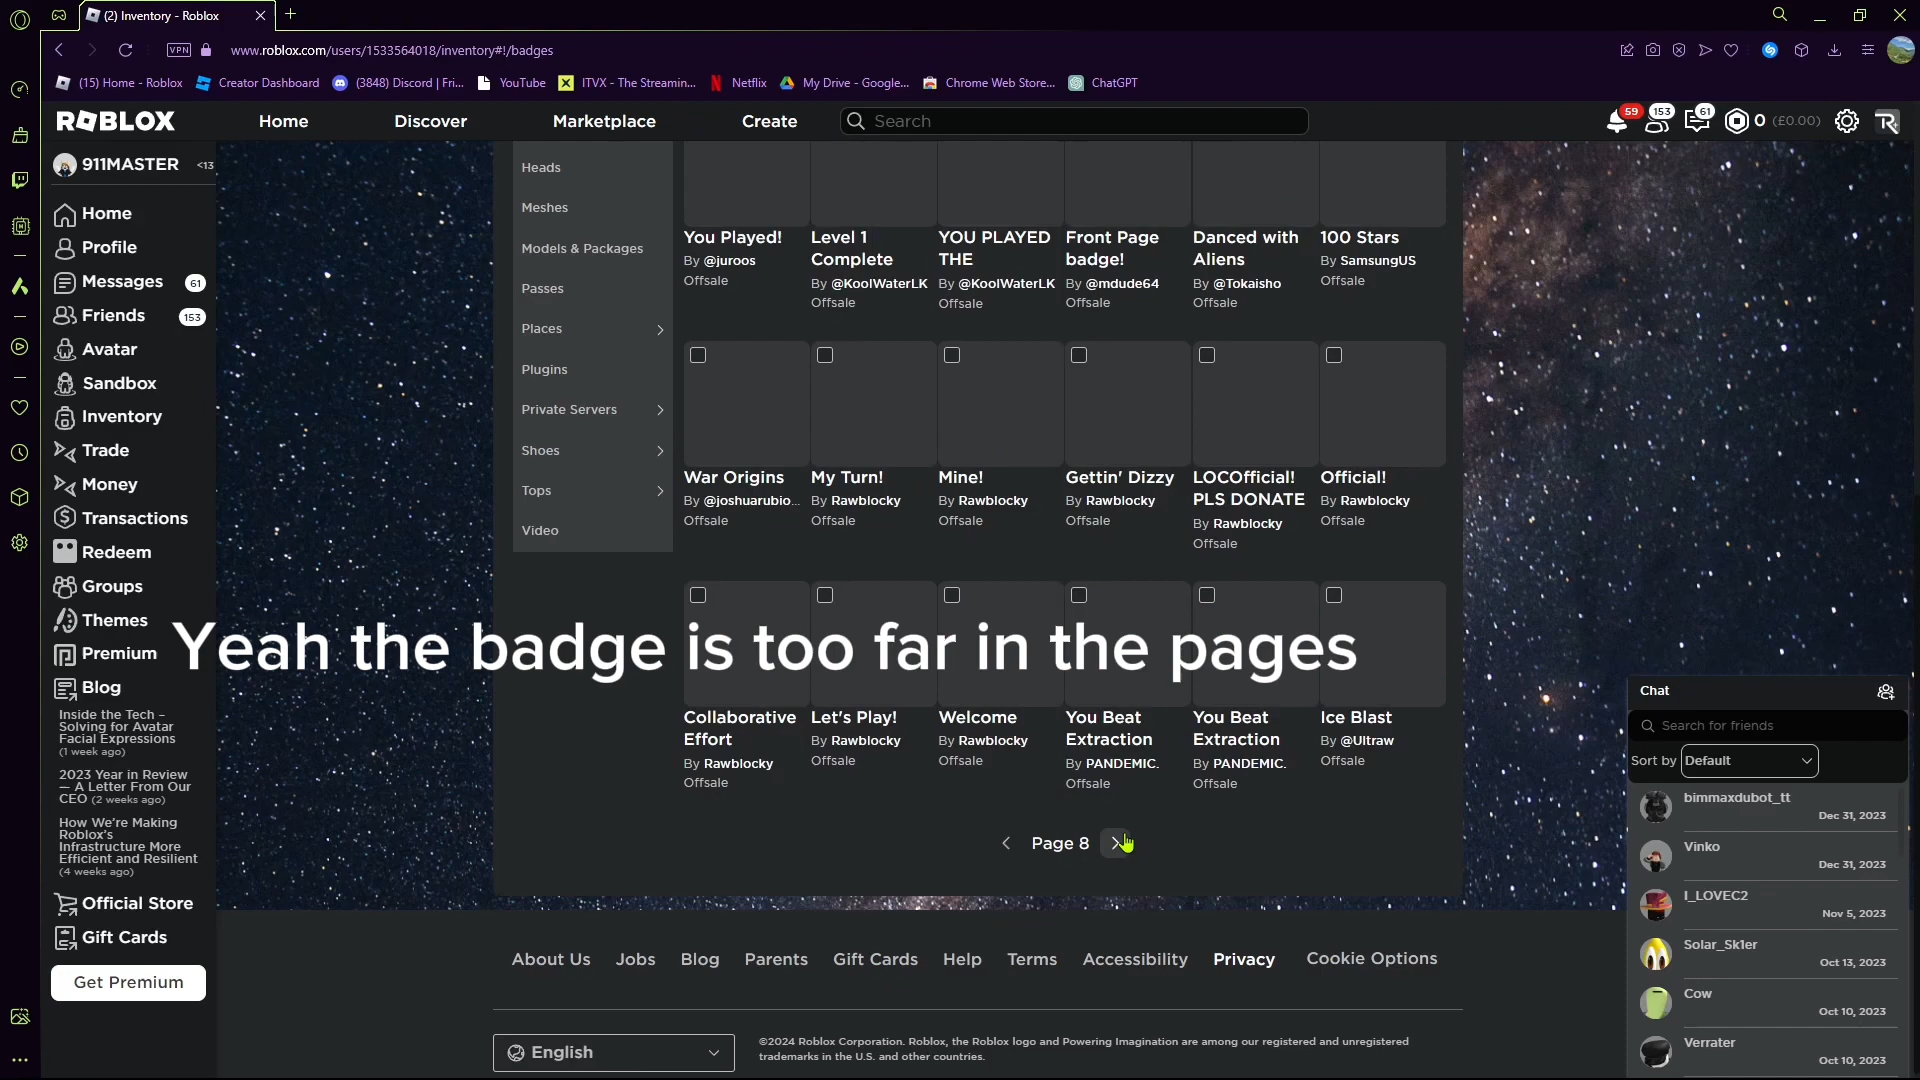 (2) Inventory - Roblox
VPN
www.roblox.com/users/1533564018/inventory#!/badges
(15) Home - Roblox
Creator Dashboard
(3848) Discord | Fri...
YouTube
ITVX - The Streamin...
Netflix
My Drive - Google...
Chrome Web Store...
ChatGPT
ROBLOX
Home
Discover
Marketplace
Create
Search
59
153
61
0 (£0.00)
911MASTER <13
Home
Profile
Messages 61
Friends 153
Avatar
Sandbox
Inventory
Trade
Money
Transactions
Redeem
Groups
Themes
Premium
Blog
Inside the Tech –
Solving for Avatar
Facial Expressions
(1 week ago)
2023 Year in Review
— A Letter From Our
CEO (2 weeks ago)
How We're Making
Roblox's
Infrastructure More
Efficient and Resilient
(4 weeks ago)
Official Store
Gift Cards
Get Premium
Heads
Meshes
Models & Packages
Passes
Places
Plugins
Private Servers
Shoes
Tops
Video
You Played!
By @juroos
Offsale
Level 1
Complete
By @KoolWaterLK
Offsale
YOU PLAYED
THE
By @KoolWaterLK
Offsale
Front Page
badge!
By @mdude64
Offsale
Danced with
Aliens
By @Tokaisho
Offsale
100 Stars
By SamsungUS
Offsale
War Origins
By @joshuarubio...
Offsale
My Turn!
By Rawblocky
Offsale
Mine!
By Rawblocky
Offsale
Gettin' Dizzy
By Rawblocky
Offsale
LOCOfficial!
PLS DONATE
By Rawblocky
Offsale
Official!
By Rawblocky
Offsale
Yeah the badge is too far in the pages
Collaborative
Effort
By Rawblocky
Offsale
Let's Play!
By Rawblocky
Offsale
Welcome
By Rawblocky
Offsale
You Beat
Extraction
By PANDEMIC.
Offsale
You Beat
Extraction
By PANDEMIC.
Offsale
Ice Blast
By @Ultraw
Offsale
Page 8
Chat
Search for friends
Sort by Default
bimmaxdubot_tt
Dec 31, 2023
Vinko
Dec 31, 2023
I_LOVEC2
Nov 5, 2023
Solar_Sk1er
Oct 13, 2023
Cow
Oct 10, 2023
Verrater
Oct 10, 2023
About Us
Jobs
Blog
Parents
Gift Cards
Help
Terms
Accessibility
Privacy
Cookie Options
English
©2024 Roblox Corporation. Roblox, the Roblox logo and Powering Imagination are among our registered and unregistered
trademarks in the U.S. and other countries.